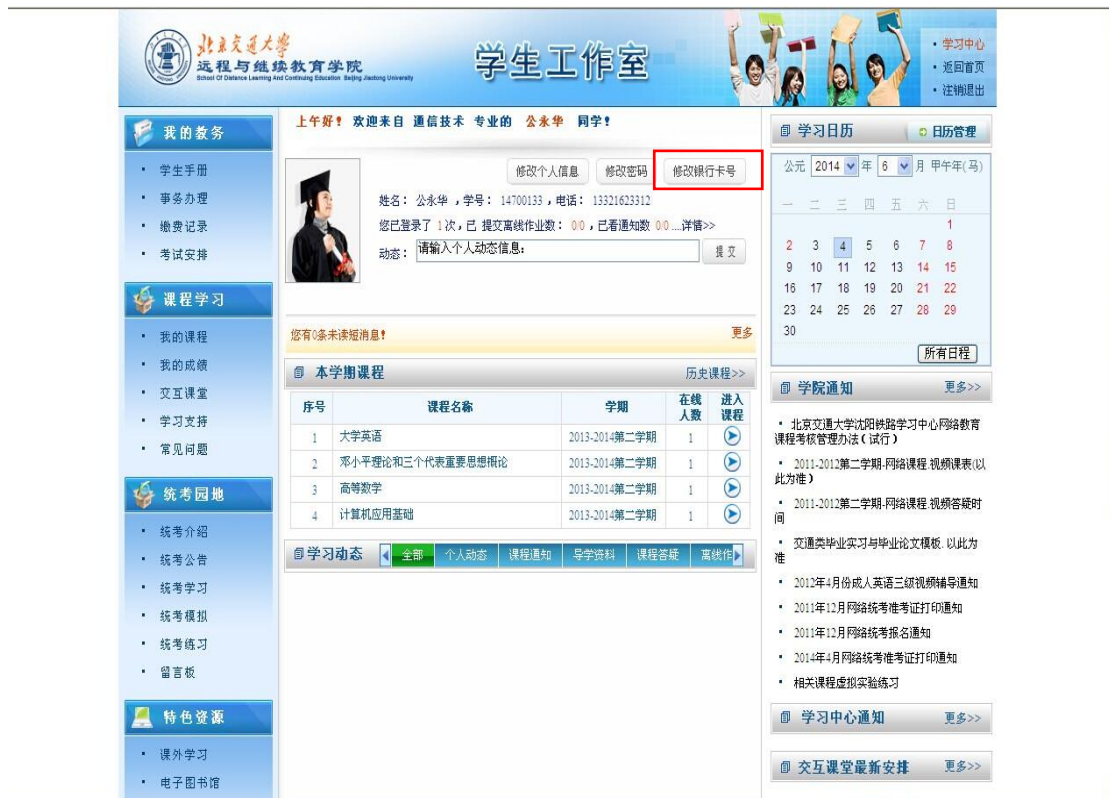 北京交通大学
远程与继续教育学院
School Of Distance Learning And Continuing Education Beijing Jiaotong University
学生工作室
· 学习中心
· 返回首页
· 注销退出
我的教务
· 学生手册
· 事务办理
· 缴费记录
· 考试安排
课程学习
· 我的课程
· 我的成绩
· 交互课堂
· 学习支持
· 常见问题
统考园地
· 统考介绍
· 统考公告
· 统考学习
· 统考模拟
· 统考练习
· 留言板
特色资源
· 课外学习
· 电子图书馆
上午好! 欢迎来自 通信技术 专业的 公永华 同学!
修改个人信息 修改密码 修改银行卡号
姓名: 公永华 ,学号: 14700133 ,电话: 13321623312
您已登录了 1次,已 提交离线作业数: 0/0 ,已看通知数 0/0 ....详情>>
动态: 请输入个人动态信息: 提 交
您有0条未读短消息! 更多
本学期课程 历史课程>>
序号 课程名称 学期 在线人数 进入课程
1 大学英语 2013-2014第二学期 1
2 邓小平理论和三个代表重要思想概论 2013-2014第二学期 1
3 高等数学 2013-2014第二学期 1
4 计算机应用基础 2013-2014第二学期 1
学习动态 全部 个人动态 课程通知 导学资料 课程答疑 离线作
学习日历 日历管理
公元 2014 年 6 月 甲午年(马)
一 二 三 四 五 六 日
1
2 3 4 5 6 7 8
9 10 11 12 13 14 15
16 17 18 19 20 21 22
23 24 25 26 27 28 29
30
所有日程
学院通知 更多>>
· 北京交通大学沈阳铁路学习中心网络教育
课程考核管理办法(试行)
· 2011-2012第二学期-网络课程.视频课表(以
此为准)
· 2011-2012第二学期-网络课程.视频答疑时
间
· 交通类毕业实习与毕业论文模板. 以此为
准
· 2012年4月份成人英语三级视频辅导通知
· 2011年12月网络统考准考证打印通知
· 2011年12月网络统考报名通知
· 2014年4月网络统考准考证打印通知
· 相关课程虚拟实验练习
学习中心通知 更多>>
交互课堂最新安排 更多>>